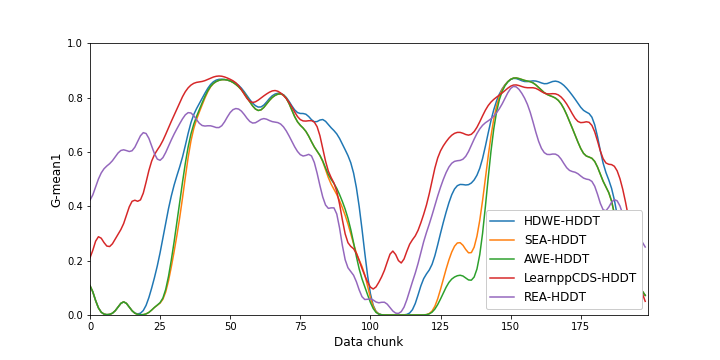 1.0
0.8
0.6
0.4
0.2
0.0
G-mean1
0 25 50 75 100 125 150 175
Data chunk
HDWE-HDDT
SEA-HDDT
AWE-HDDT
LearnppCDS-HDDT
REA-HDDT